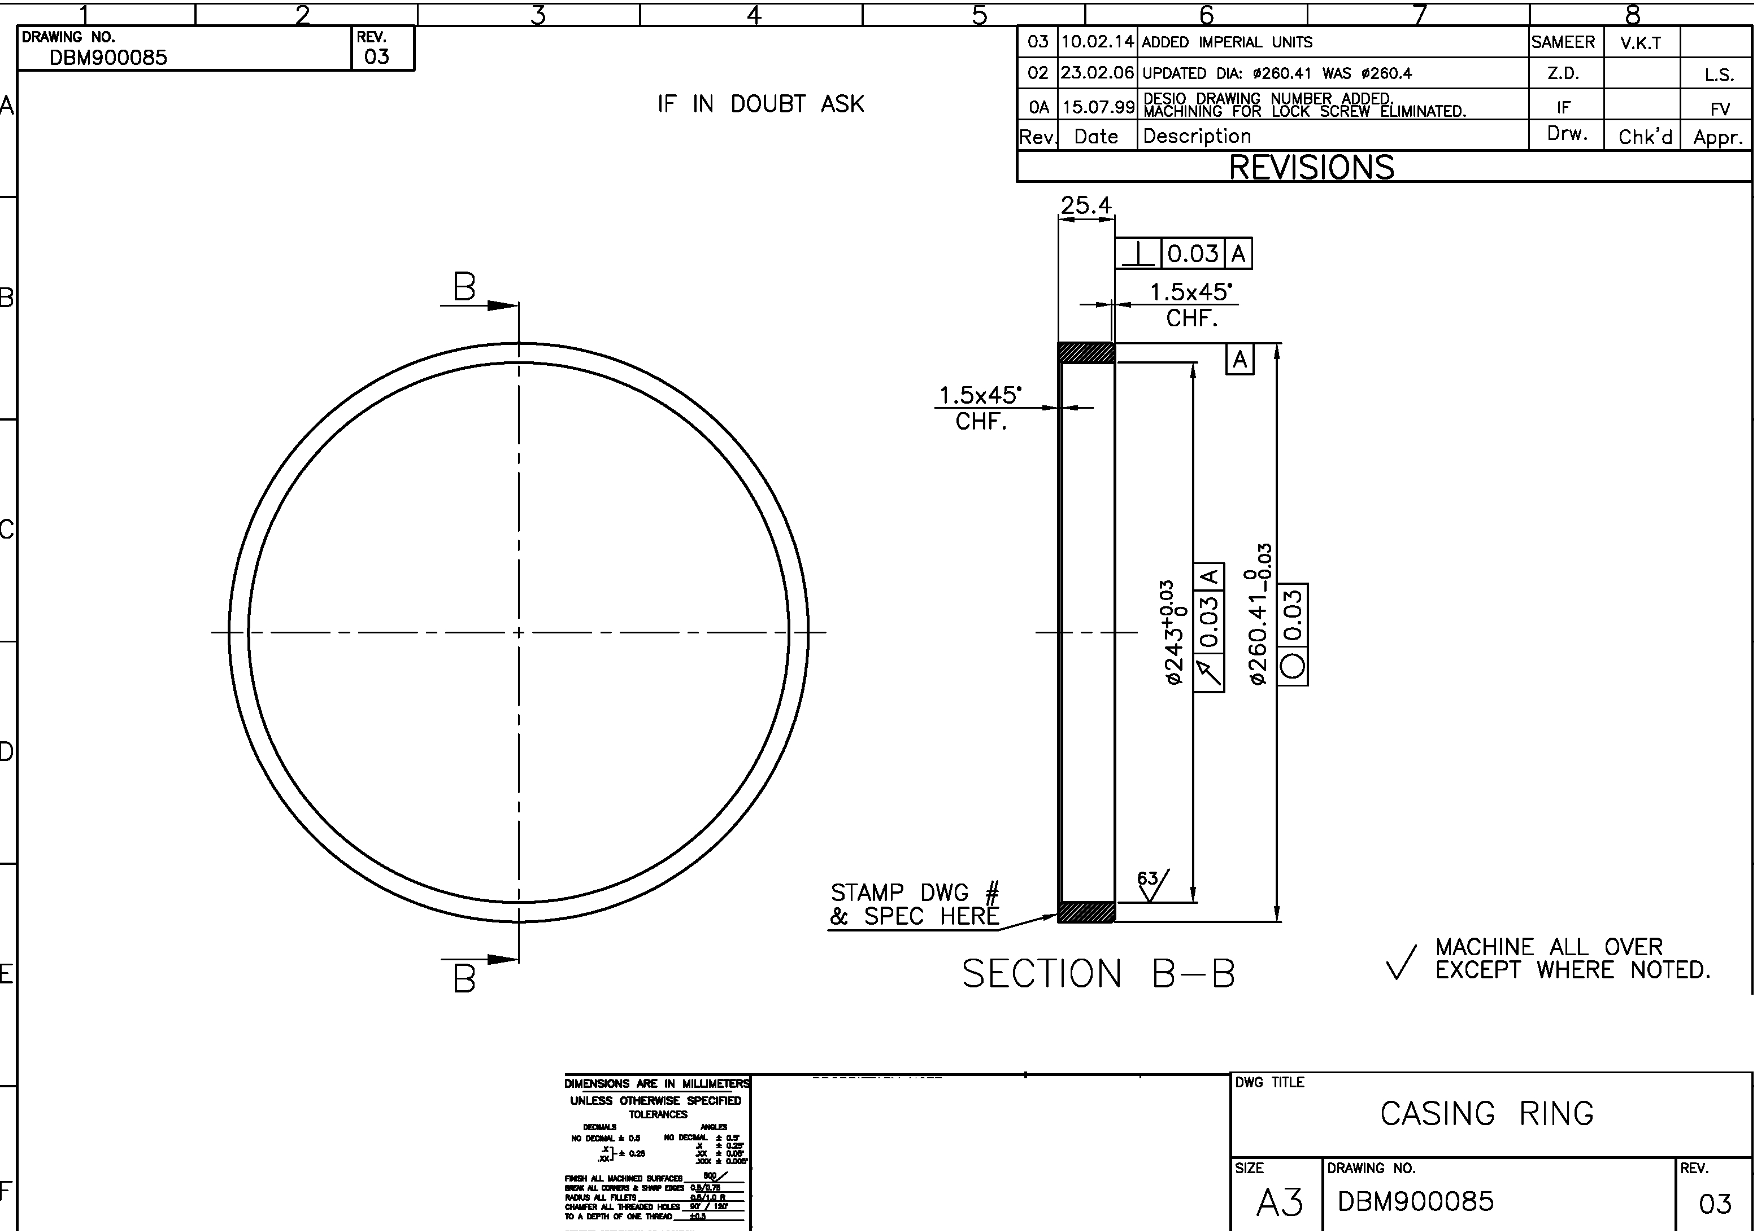 1 2 3 4 5 6 7 8
DRAWING NO.
DBM900085
REV.
03
03 10.02.14 ADDED IMPERIAL UNITS SAMEER V.K.T
02 23.02.06 UPDATED DIA: ø260.41 WAS ø260.4 Z.D. L.S.
0A 15.07.99 DESIO DRAWING NUMBER ADDED. IF FV
MACHINING FOR LOCK SCREW ELIMINATED.
Rev. Date Description Drw. Chk'd Appr.
REVISIONS
A
IF IN DOUBT ASK
B
C
D
E
F
25.4
⊥ 0.03 A
1.5x45°
CHF.
A
B
1.5x45°
CHF.
ø243 +0.03 0
↗ 0.03 A
ø260.41 0 -0.03
○ 0.03
63
STAMP DWG #
& SPEC HERE
B
SECTION B-B
MACHINE ALL OVER
EXCEPT WHERE NOTED.
DIMENSIONS ARE IN MILLIMETERS
UNLESS OTHERWISE SPECIFIED
TOLERANCES
DECIMALS ANGLES
NO DECIMAL ± 0.5 NO DECIMAL ± 0.5°
.X ± 0.25°
.X .XX ± 0.25 .XX ± 0.05°
.XXX ± 0.005°
FINISH ALL MACHINED SURFACES
BREAK ALL CORNERS & SHARP EDGES 0.5/0.75
RADIUS ALL FILLETS 0.5/1.0 R
CHAMFER ALL THREADED HOLES 90° / 120°
TO A DEPTH OF ONE THREAD ±0.5
DWG TITLE
CASING RING
SIZE
A3
DRAWING NO.
DBM900085
REV.
03